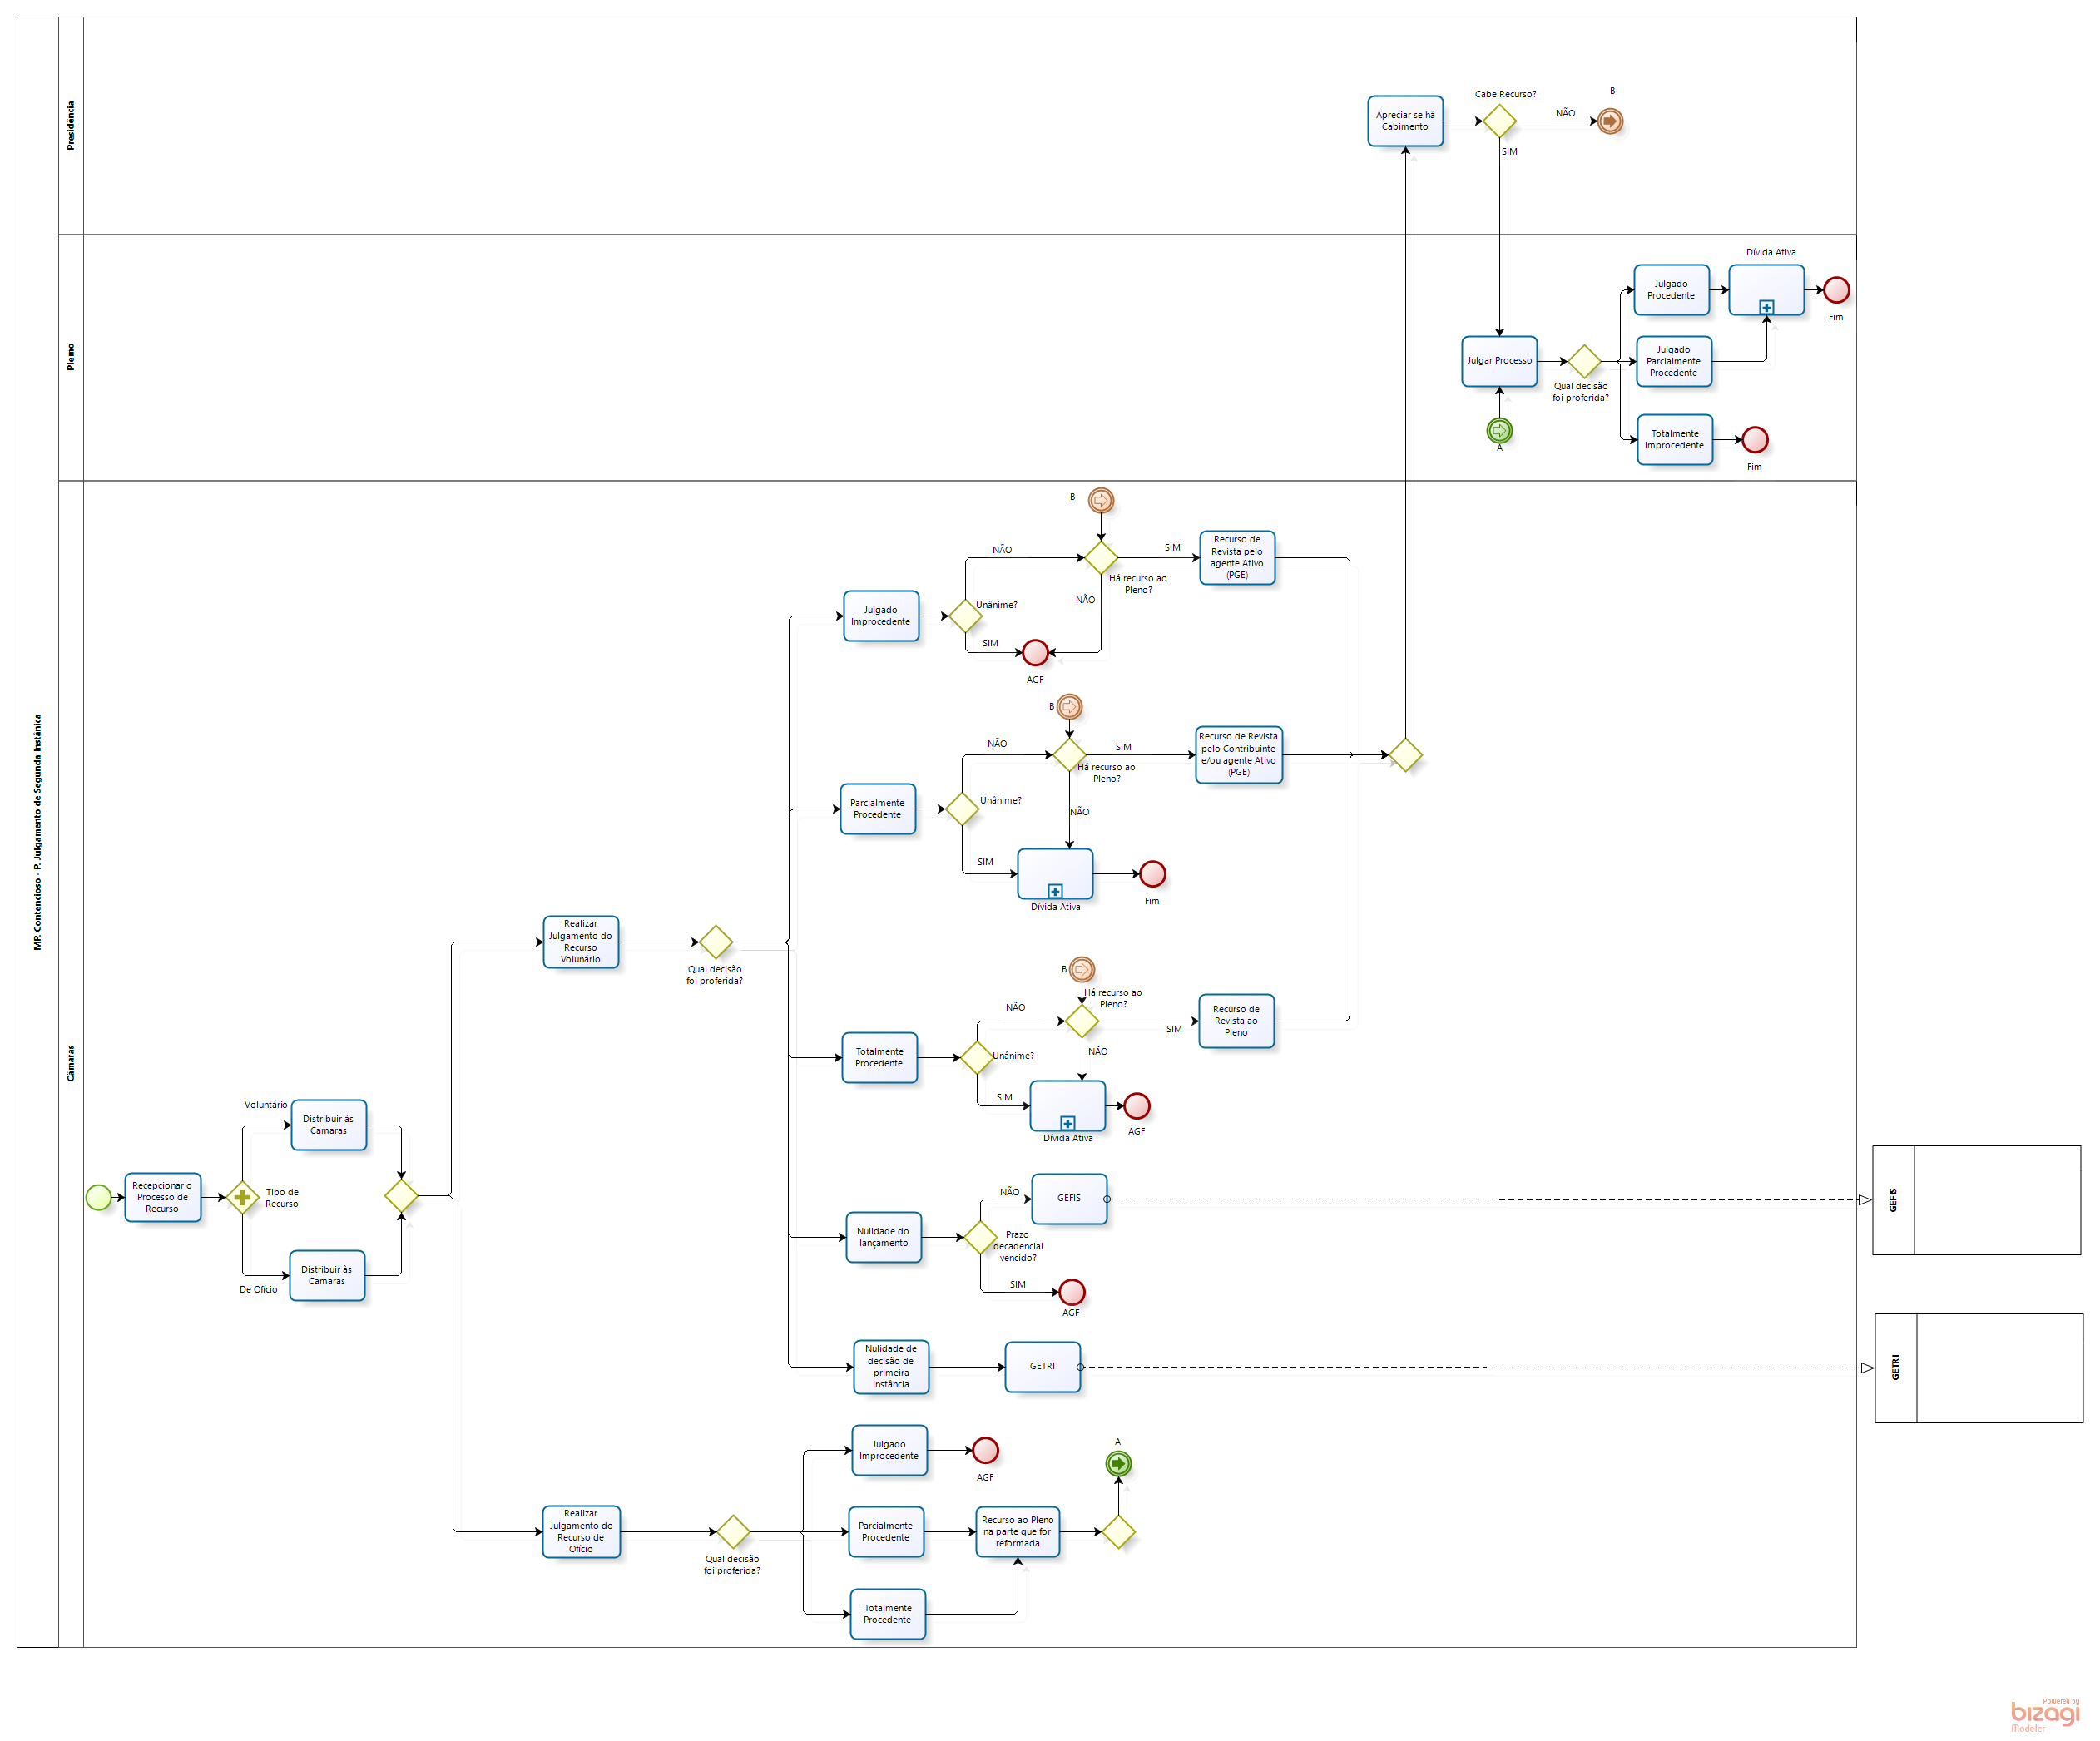 MP. Contencioso - P. Julgamento de Segunda Instânica
Presidência
Apreciar se há
Cabimento
Cabe Recurso?
NÃO
B
SIM
Plemo
Julgar Processo
A
Qual decisão
foi proferida?
Julgado
Procedente
Dívida Ativa
Fim
Julgado
Parcialmente
Procedente
Totalmente
Improcedente
Fim
Câmaras
Recepcionar o
Processo de
Recurso
Tipo de
Recurso
Voluntário
Distribuir às
Camaras
De Ofício
Distribuir às
Camaras
Realizar
Julgamento do
Recurso
Volunário
Qual decisão
foi proferida?
Julgado
Improcedente
Unânime?
NÃO
SIM
AGF
B
Há recurso ao
Pleno?
NÃO
SIM
Recurso de
Revista pelo
agente Ativo
(PGE)
Parcialmente
Procedente
Unânime?
NÃO
SIM
B
Há recurso ao
Pleno?
NÃO
SIM
Recurso de Revista
pelo Contribuinte
e/ou agente Ativo
(PGE)
Dívida Ativa
Fim
Totalmente
Procedente
Unânime?
NÃO
SIM
B
Há recurso ao
Pleno?
NÃO
SIM
Recurso de
Revista ao
Pleno
Dívida Ativa
AGF
Nulidade do
lançamento
Prazo
decadencial
vencido?
NÃO
GEFIS
SIM
AGF
Nulidade de
decisão de
primeira
Instância
GETRI
Realizar
Julgamento do
Recurso de
Ofício
Qual decisão
foi proferida?
Julgado
Improcedente
AGF
Parcialmente
Procedente
Recurso ao Pleno
na parte que for
reformada
A
Totalmente
Procedente
GEFIS
GETRI
Powered by
bizagi
Modeler